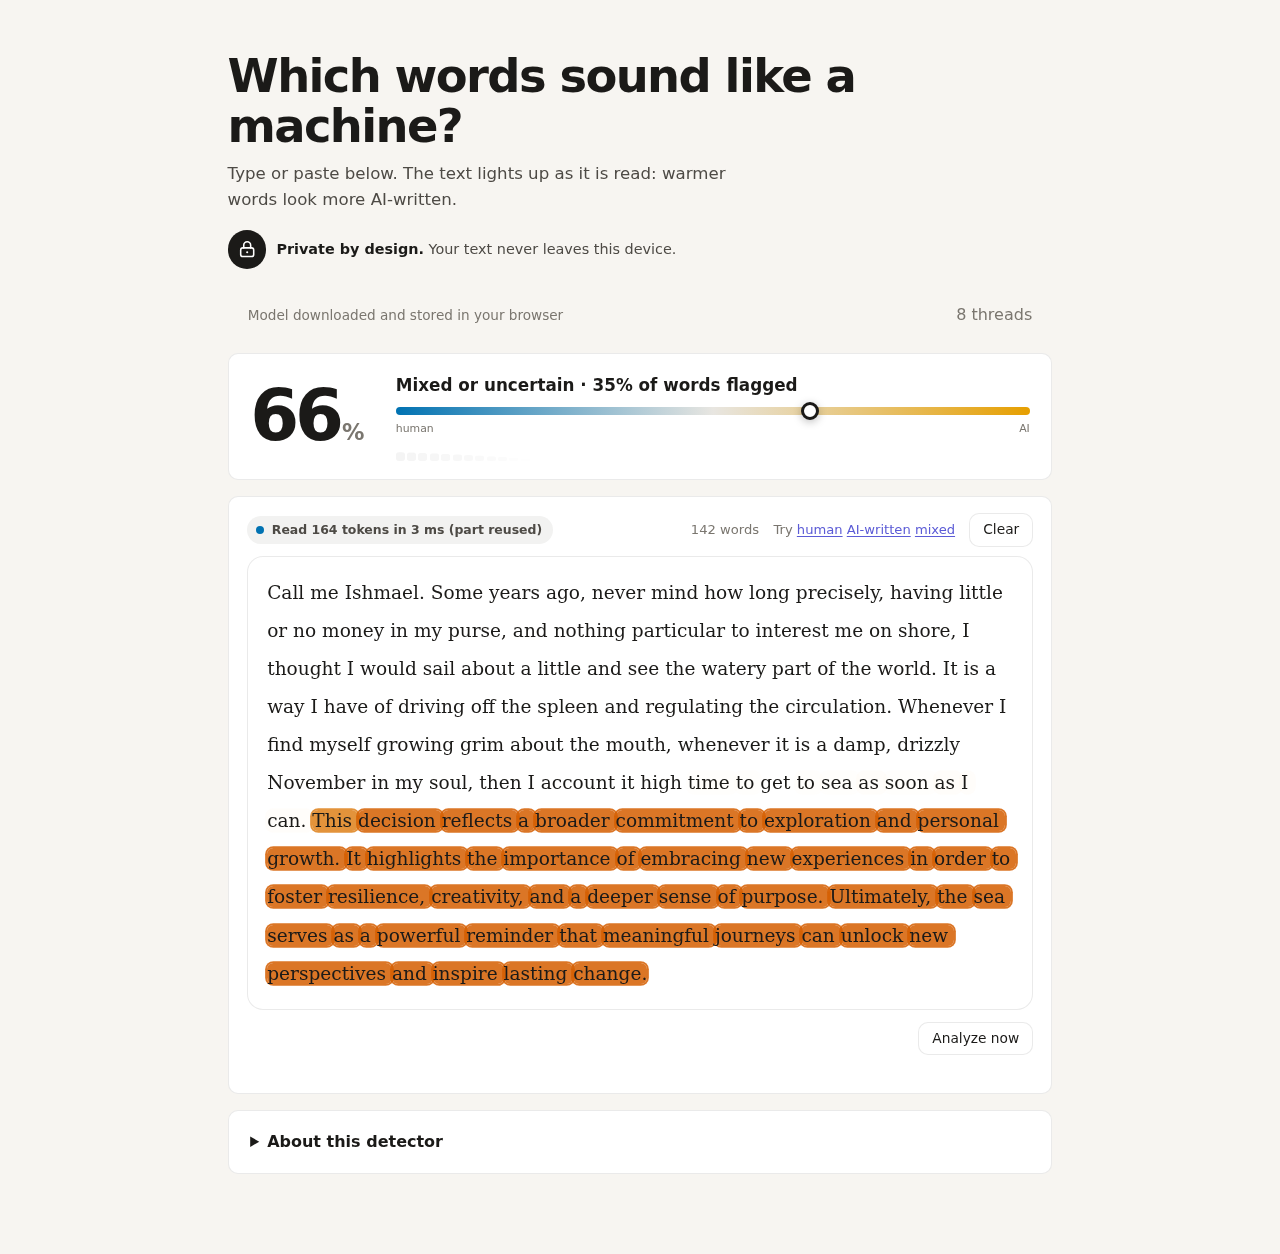 Which words sound like a
machine?
Type or paste below. The text lights up as it is read: warmer
words look more AI-written.
Private by design. Your text never leaves this device.
Model downloaded and stored in your browser
8 threads
66%
Mixed or uncertain · 35% of words flagged
human
AI
Read 164 tokens in 3 ms (part reused)
142 words Try human AI-written mixed
Clear
Call me Ishmael. Some years ago, never mind how long precisely, having little
or no money in my purse, and nothing particular to interest me on shore, I
thought I would sail about a little and see the watery part of the world. It is a
way I have of driving off the spleen and regulating the circulation. Whenever I
find myself growing grim about the mouth, whenever it is a damp, drizzly
November in my soul, then I account it high time to get to sea as soon as I
can. This decision reflects a broader commitment to exploration and personal
growth. It highlights the importance of embracing new experiences in order to
foster resilience, creativity, and a deeper sense of purpose. Ultimately, the sea
serves as a powerful reminder that meaningful journeys can unlock new
perspectives and inspire lasting change.
Analyze now
About this detector